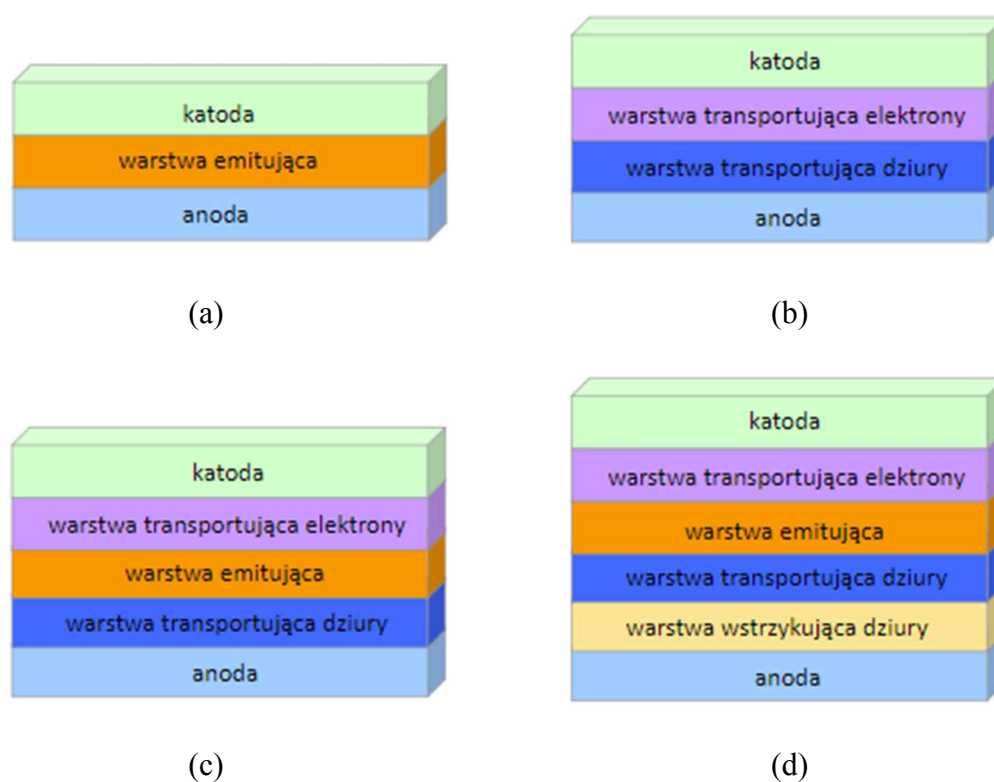 katoda
warstwa emitująca
anoda
(a)
katoda
warstwa transportująca elektrony
warstwa transportująca dziury
anoda
(b)
katoda
warstwa transportująca elektrony
warstwa emitująca
warstwa transportująca dziury
anoda
(c)
katoda
warstwa transportująca elektrony
warstwa emitująca
warstwa transportująca dziury
warstwa wstrzykująca dziury
anoda
(d)